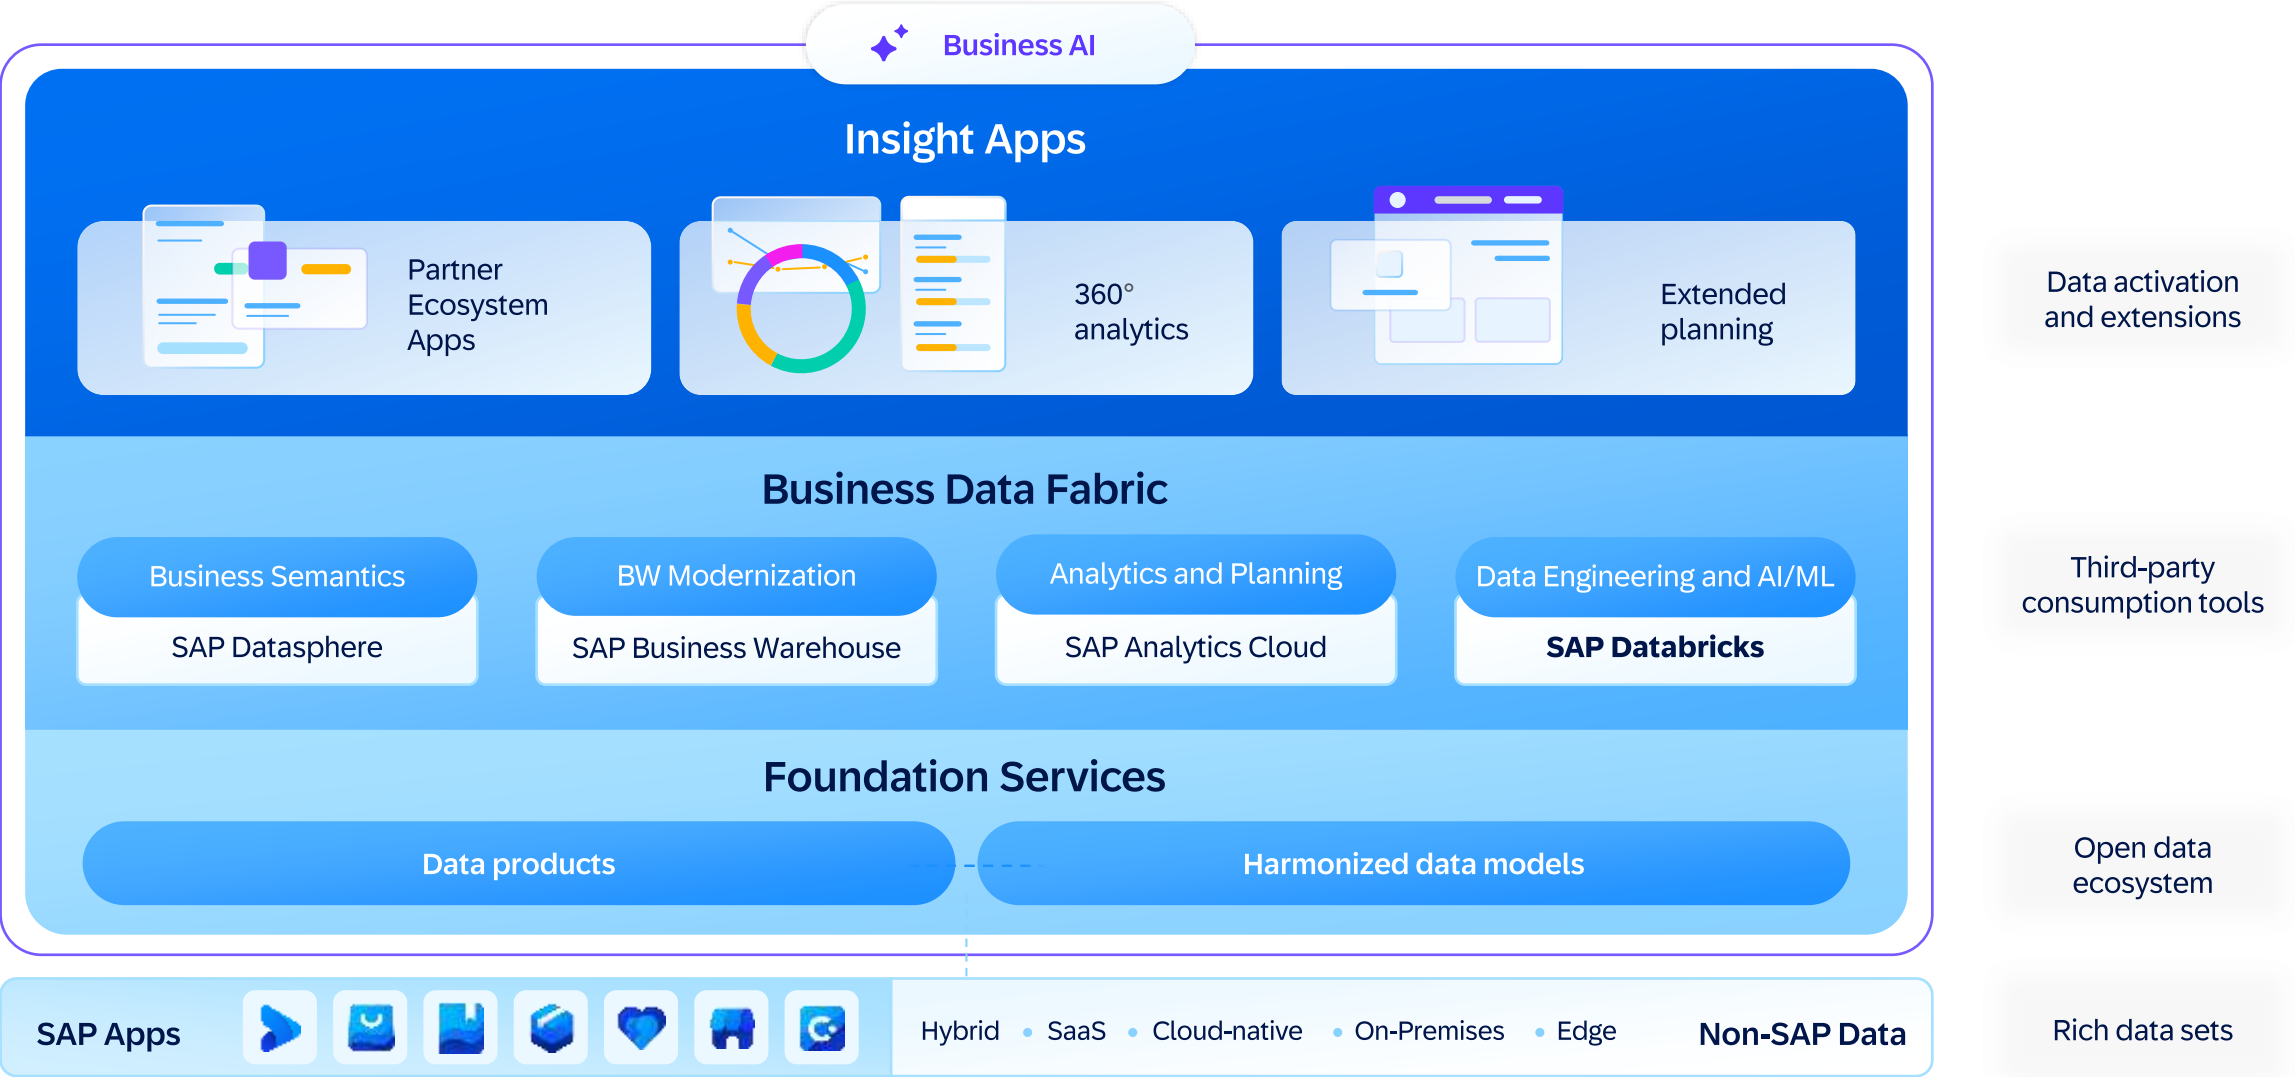 Business AI
Insight Apps
Partner
Ecosystem
Apps
360°
analytics
Extended
planning
Data activation
and extensions
Business Data Fabric
Business Semantics
SAP Datasphere
BW Modernization
SAP Business Warehouse
Analytics and Planning
SAP Analytics Cloud
Data Engineering and AI/ML
SAP Databricks
Third-party
consumption tools
Foundation Services
Data products
Harmonized data models
Open data
ecosystem
SAP Apps
Hybrid • SaaS • Cloud-native • On-Premises • Edge
Non-SAP Data
Rich data sets